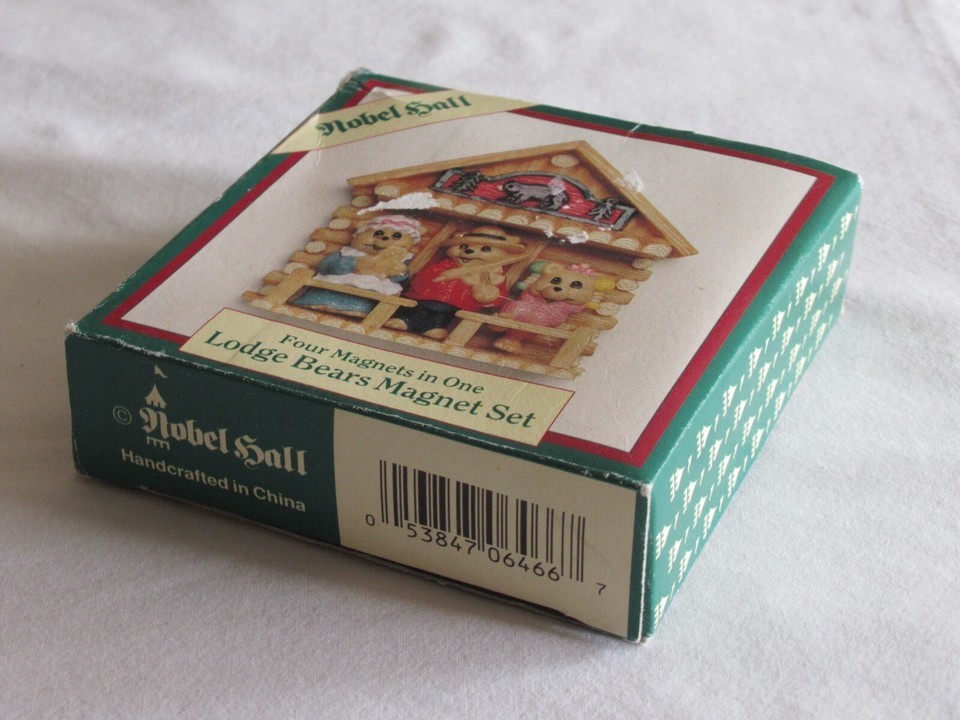 Nobel Hall
Four Magnets in One
Lodge Bears Magnet Set
© Nobel Hall
Handcrafted in China
0 53847 06466 7